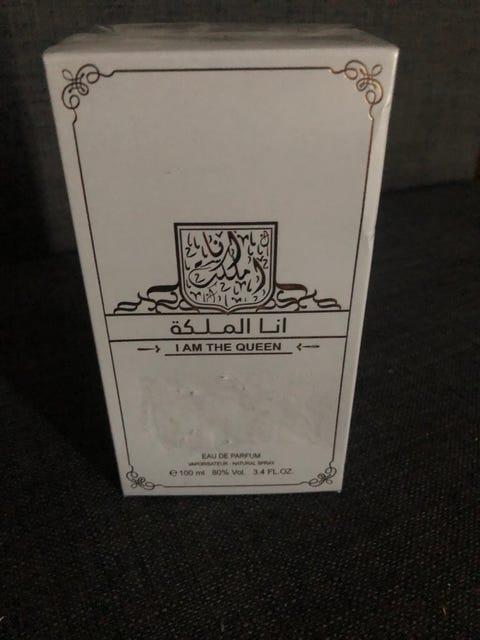 انا الملكة
I AM THE QUEEN
EAU DE PARFUM
VAPORISATEUR - NATURAL SPRAY
℮ 100 ml 80% Vol. 3.4 FL.OZ.